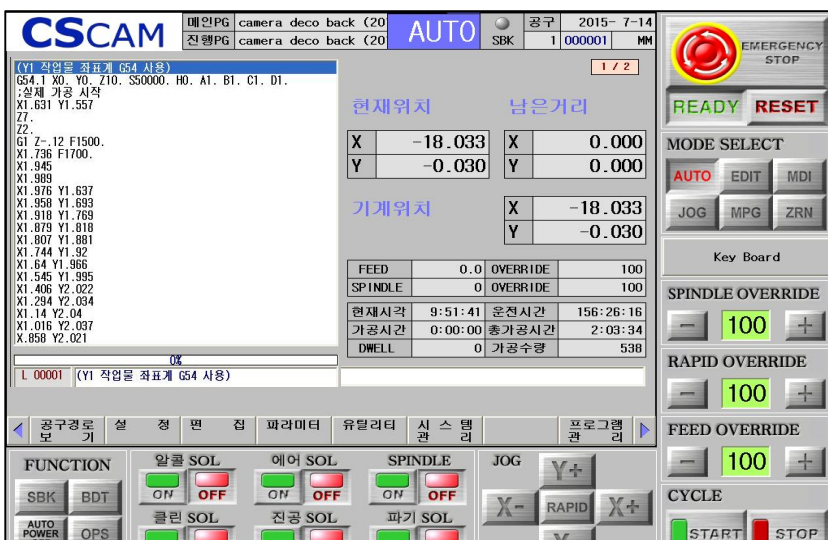 CSCAM
메인PG camera deco back (20
진행PG camera deco back (20
AUTO
SBK
공구
1
2015- 7-14
000001 MM
(Y1 작업물 좌표계 G54 사용)
G54.1 X0. Y0. Z10. S50000. H0. A1. B1. C1. D1.
;실제 가공 시작
X1.631 Y1.557
Z7.
Z2.
G1 Z-.12 F1500.
X1.736 F1700.
X1.945
X1.989
X1.976 Y1.637
X1.958 Y1.693
X1.918 Y1.769
X1.879 Y1.818
X1.807 Y1.881
X1.744 Y1.92
X1.64 Y1.966
X1.545 Y1.995
X1.406 Y2.022
X1.294 Y2.034
X1.14 Y2.04
X1.016 Y2.037
X.858 Y2.021
0%
L 00001 (Y1 작업물 좌표계 G54 사용)
1 / 2
현재위치 남은거리
X -18.033 X 0.000
Y -0.030 Y 0.000
기계위치 X -18.033
Y -0.030
FEED 0.0 OVERRIDE 100
SPINDLE 0 OVERRIDE 100
현재시각 9:51:41 운전시간 156:26:16
가공시간 0:00:00 총가공시간 2:03:34
DWELL 0 가공수량 538
공구경로 보기 설정 편집 파라미터 유틸리티 시스템 관리 프로그램 관리
EMERGENCY
STOP
READY RESET
MODE SELECT
AUTO EDIT MDI
JOG MPG ZRN
Key Board
SPINDLE OVERRIDE
- 100 +
RAPID OVERRIDE
- 100 +
FEED OVERRIDE
- 100 +
CYCLE
START STOP
FUNCTION
SBK BDT
AUTO POWER OPS
알콜 SOL 에어 SOL SPINDLE
ON OFF ON OFF ON OFF
클린 SOL 진공 SOL 파기 SOL
JOG
Y+
X- RAPID X+